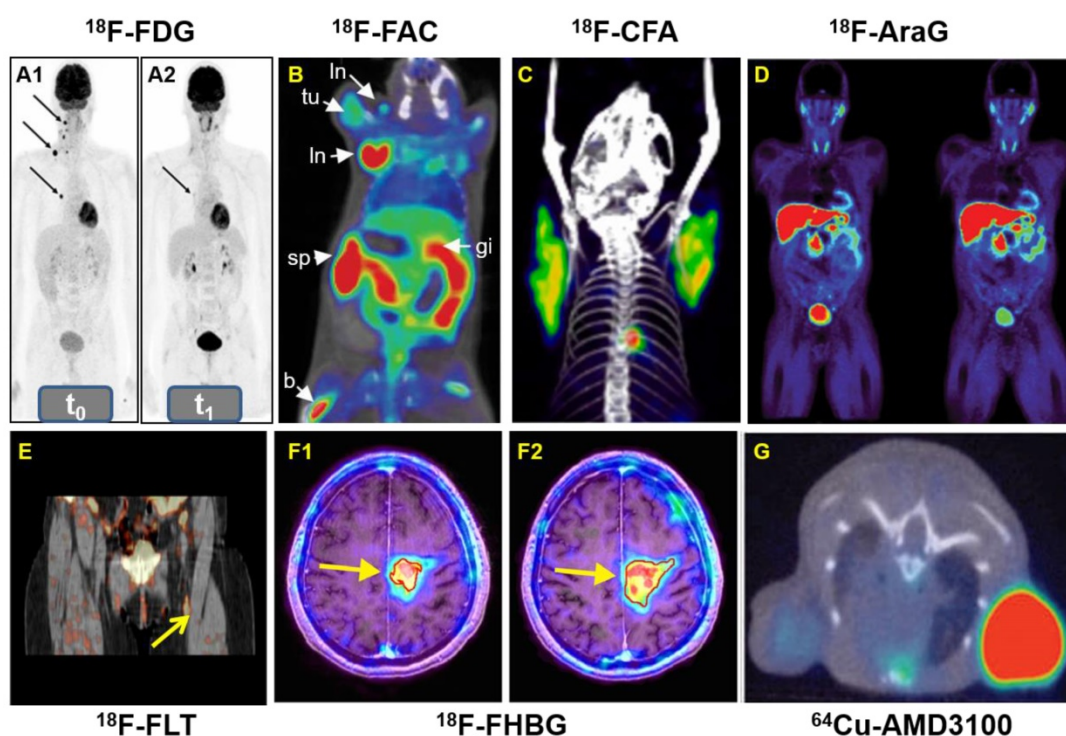 ¹⁸F-FDG
¹⁸F-FAC
¹⁸F-CFA
¹⁸F-AraG
A1
A2
t₀
t₁
B
ln
tu
ln
sp
gi
b
C
D
E
F1
F2
G
¹⁸F-FLT
¹⁸F-FHBG
⁶⁴Cu-AMD3100